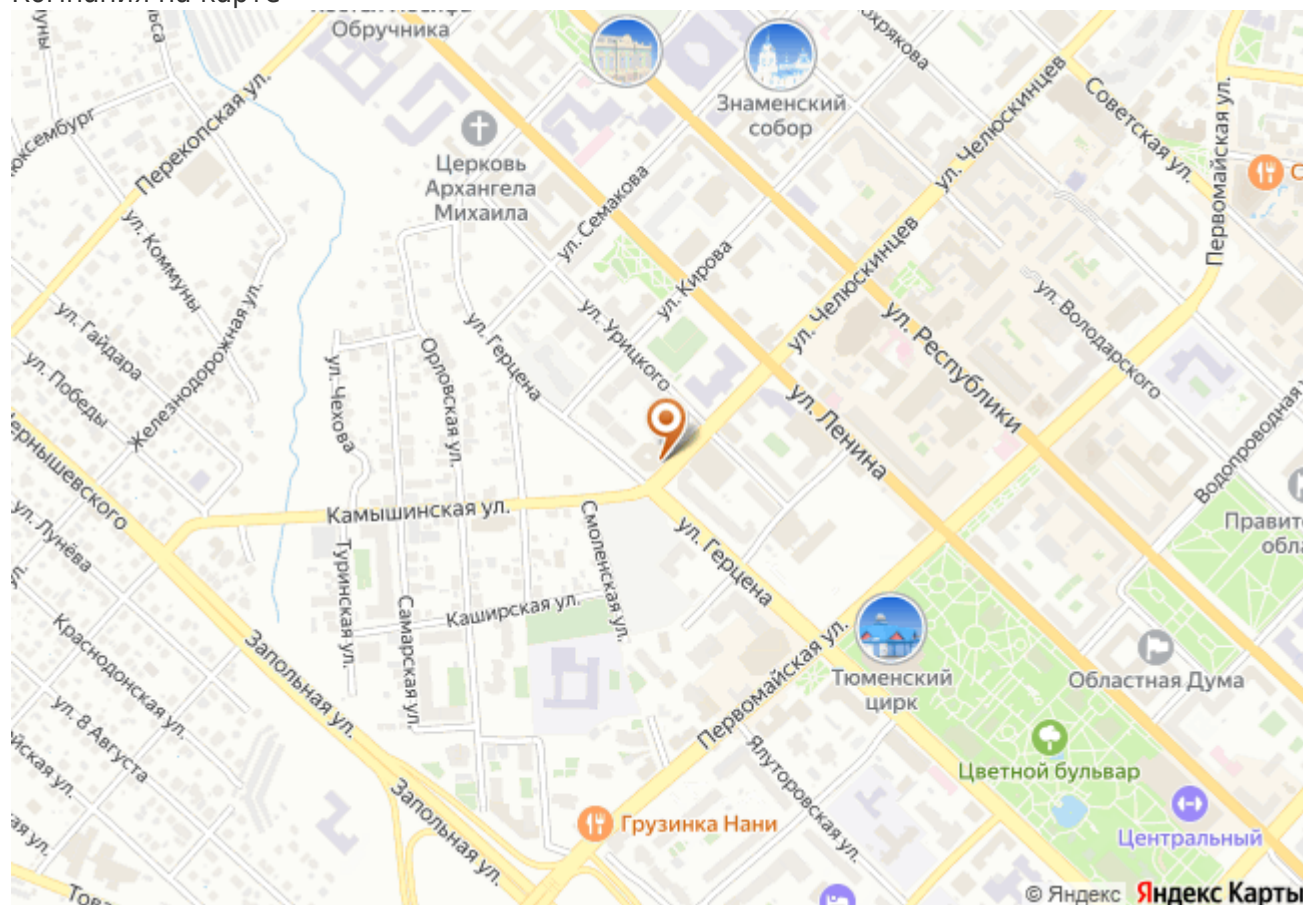 Компания на карте
Обручника
Знаменский
собор
Советская ул.
Первомайская ул.
ул. Челюскинцев
Перекопская ул.
Церковь
Архангела
Михаила
ул. Семакова
ул. Кирова
ул. Челюскинцев
ул. Коммуны
ул. Республики
ул. Володарского
ул. Гайдара
Железнодорожная ул.
ул. Герцена
ул. Урицкого
ул. Победы
ул. Чехова
Орловская ул.
ул. Ленина
Водопроводная
Камышинская ул.
ул. Лунёва
Смоленская ул.
ул. Герцена
Туринская ул.
Каширская ул.
Самарская ул.
Краснодонская ул.
Запольная ул.
Первомайская ул.
Тюменский
цирк
Областная Дума
ул. 8 Августа
Ялуторовская ул.
Цветной бульвар
Запольная ул.
Грузинка Нани
Центральный
© Яндекс Яндекс Карты